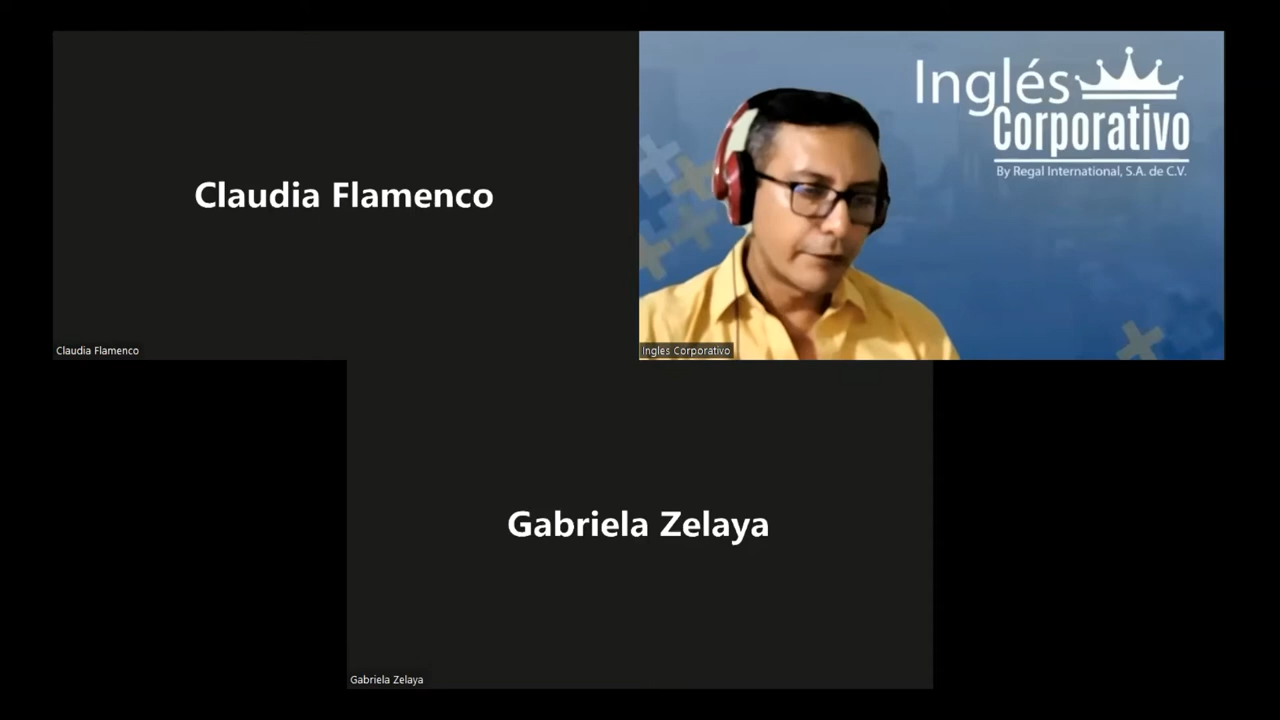 Claudia Flamenco
Claudia Flamenco
Inglés
Corporativo
By Regal International, S.A. de C.V.
Ingles Corporativo
Gabriela Zelaya
Gabriela Zelaya